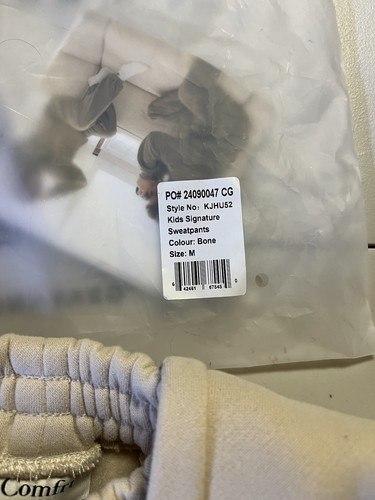 PO# 24090047 CG
Style No: KJHU52
Kids Signature
Sweatpants
Colour: Bone
Size: M